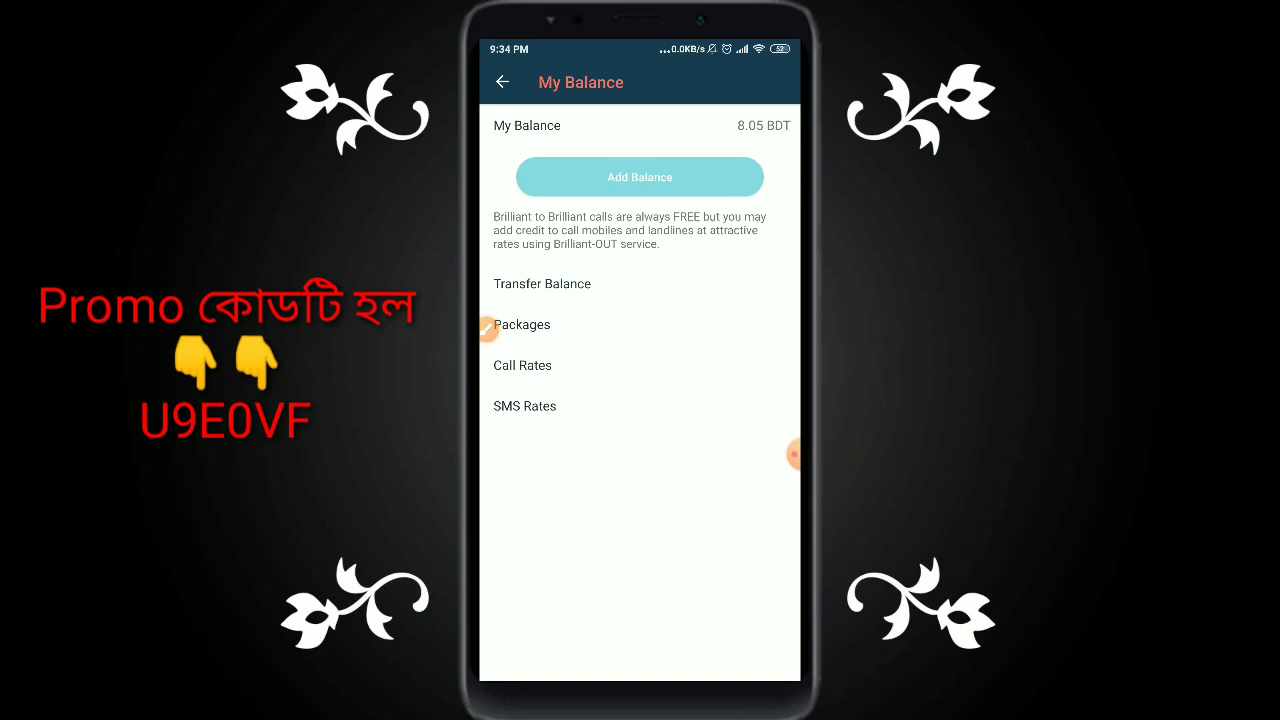 9:34 PM ...0.0KB/s 59
My Balance
My Balance 8.05 BDT
Add Balance
Brilliant to Brilliant calls are always FREE but you may
add credit to call mobiles and landlines at attractive
rates using Brilliant-OUT service.
Transfer Balance
Packages
Call Rates
SMS Rates
Promo কোডটি হল
👇👇
U9E0VF